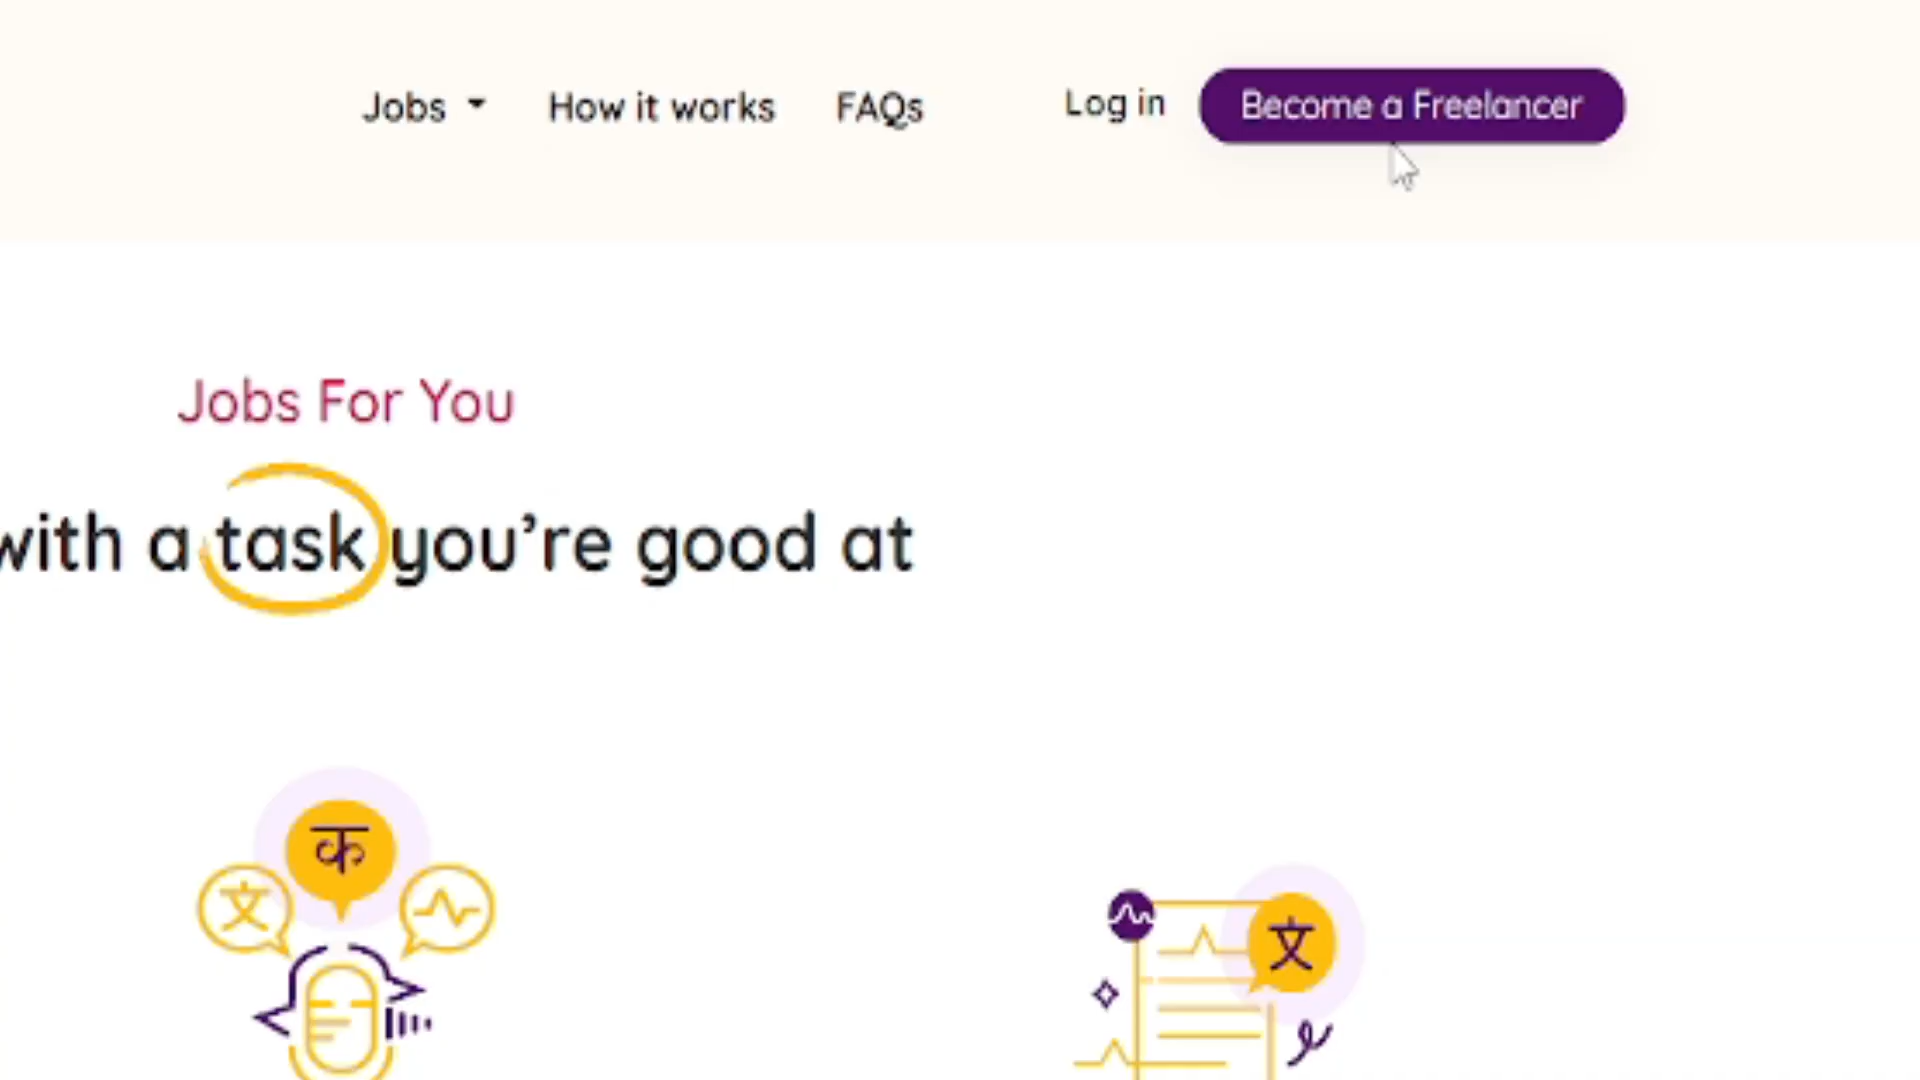 Jobs How it works FAQs Log in Become a Freelancer
Jobs For You
with a task you're good at
क
文
文